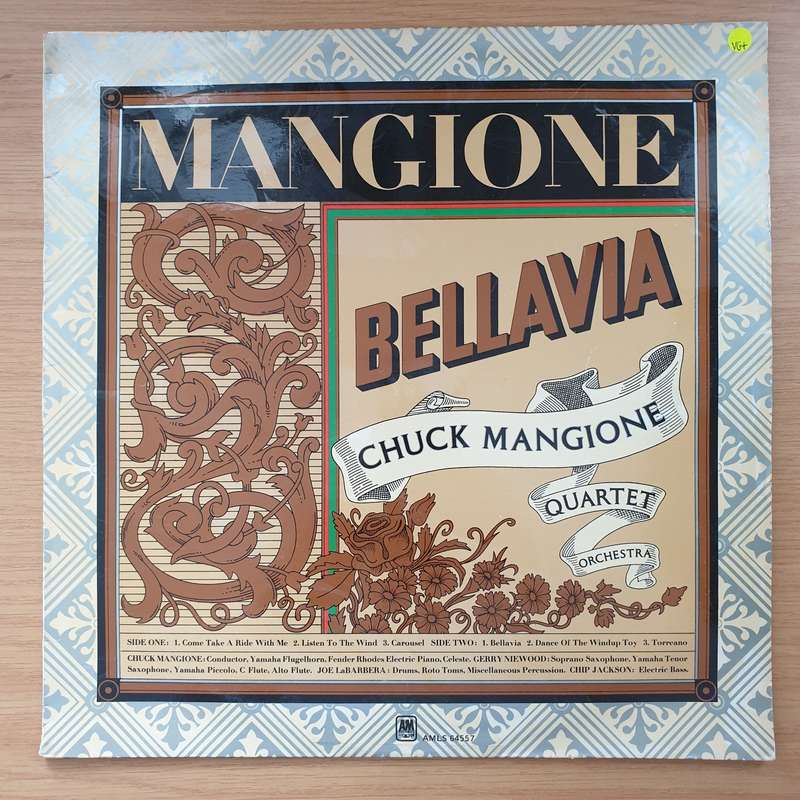 VG+
MANGIONE
BELLAVIA
CHUCK MANGIONE
QUARTET
ORCHESTRA
SIDE ONE: 1. Come Take A Ride With Me 2. Listen To The Wind 3. Carousel SIDE TWO: 1. Bellavia 2. Dance Of The Windup Toy 3. Torreano
CHUCK MANGIONE: Conductor, Yamaha Flugelhorn, Fender Rhodes Electric Piano, Celeste. GERRY NIEWOOD: Soprano Saxophone, Yamaha Tenor
Saxophone, Yamaha Piccolo, C Flute, Alto Flute. JOE LaBARBERA: Drums, Roto Toms, Miscellaneous Percussion. CHIP JACKSON: Electric Bass.
AM
AMLS 64557